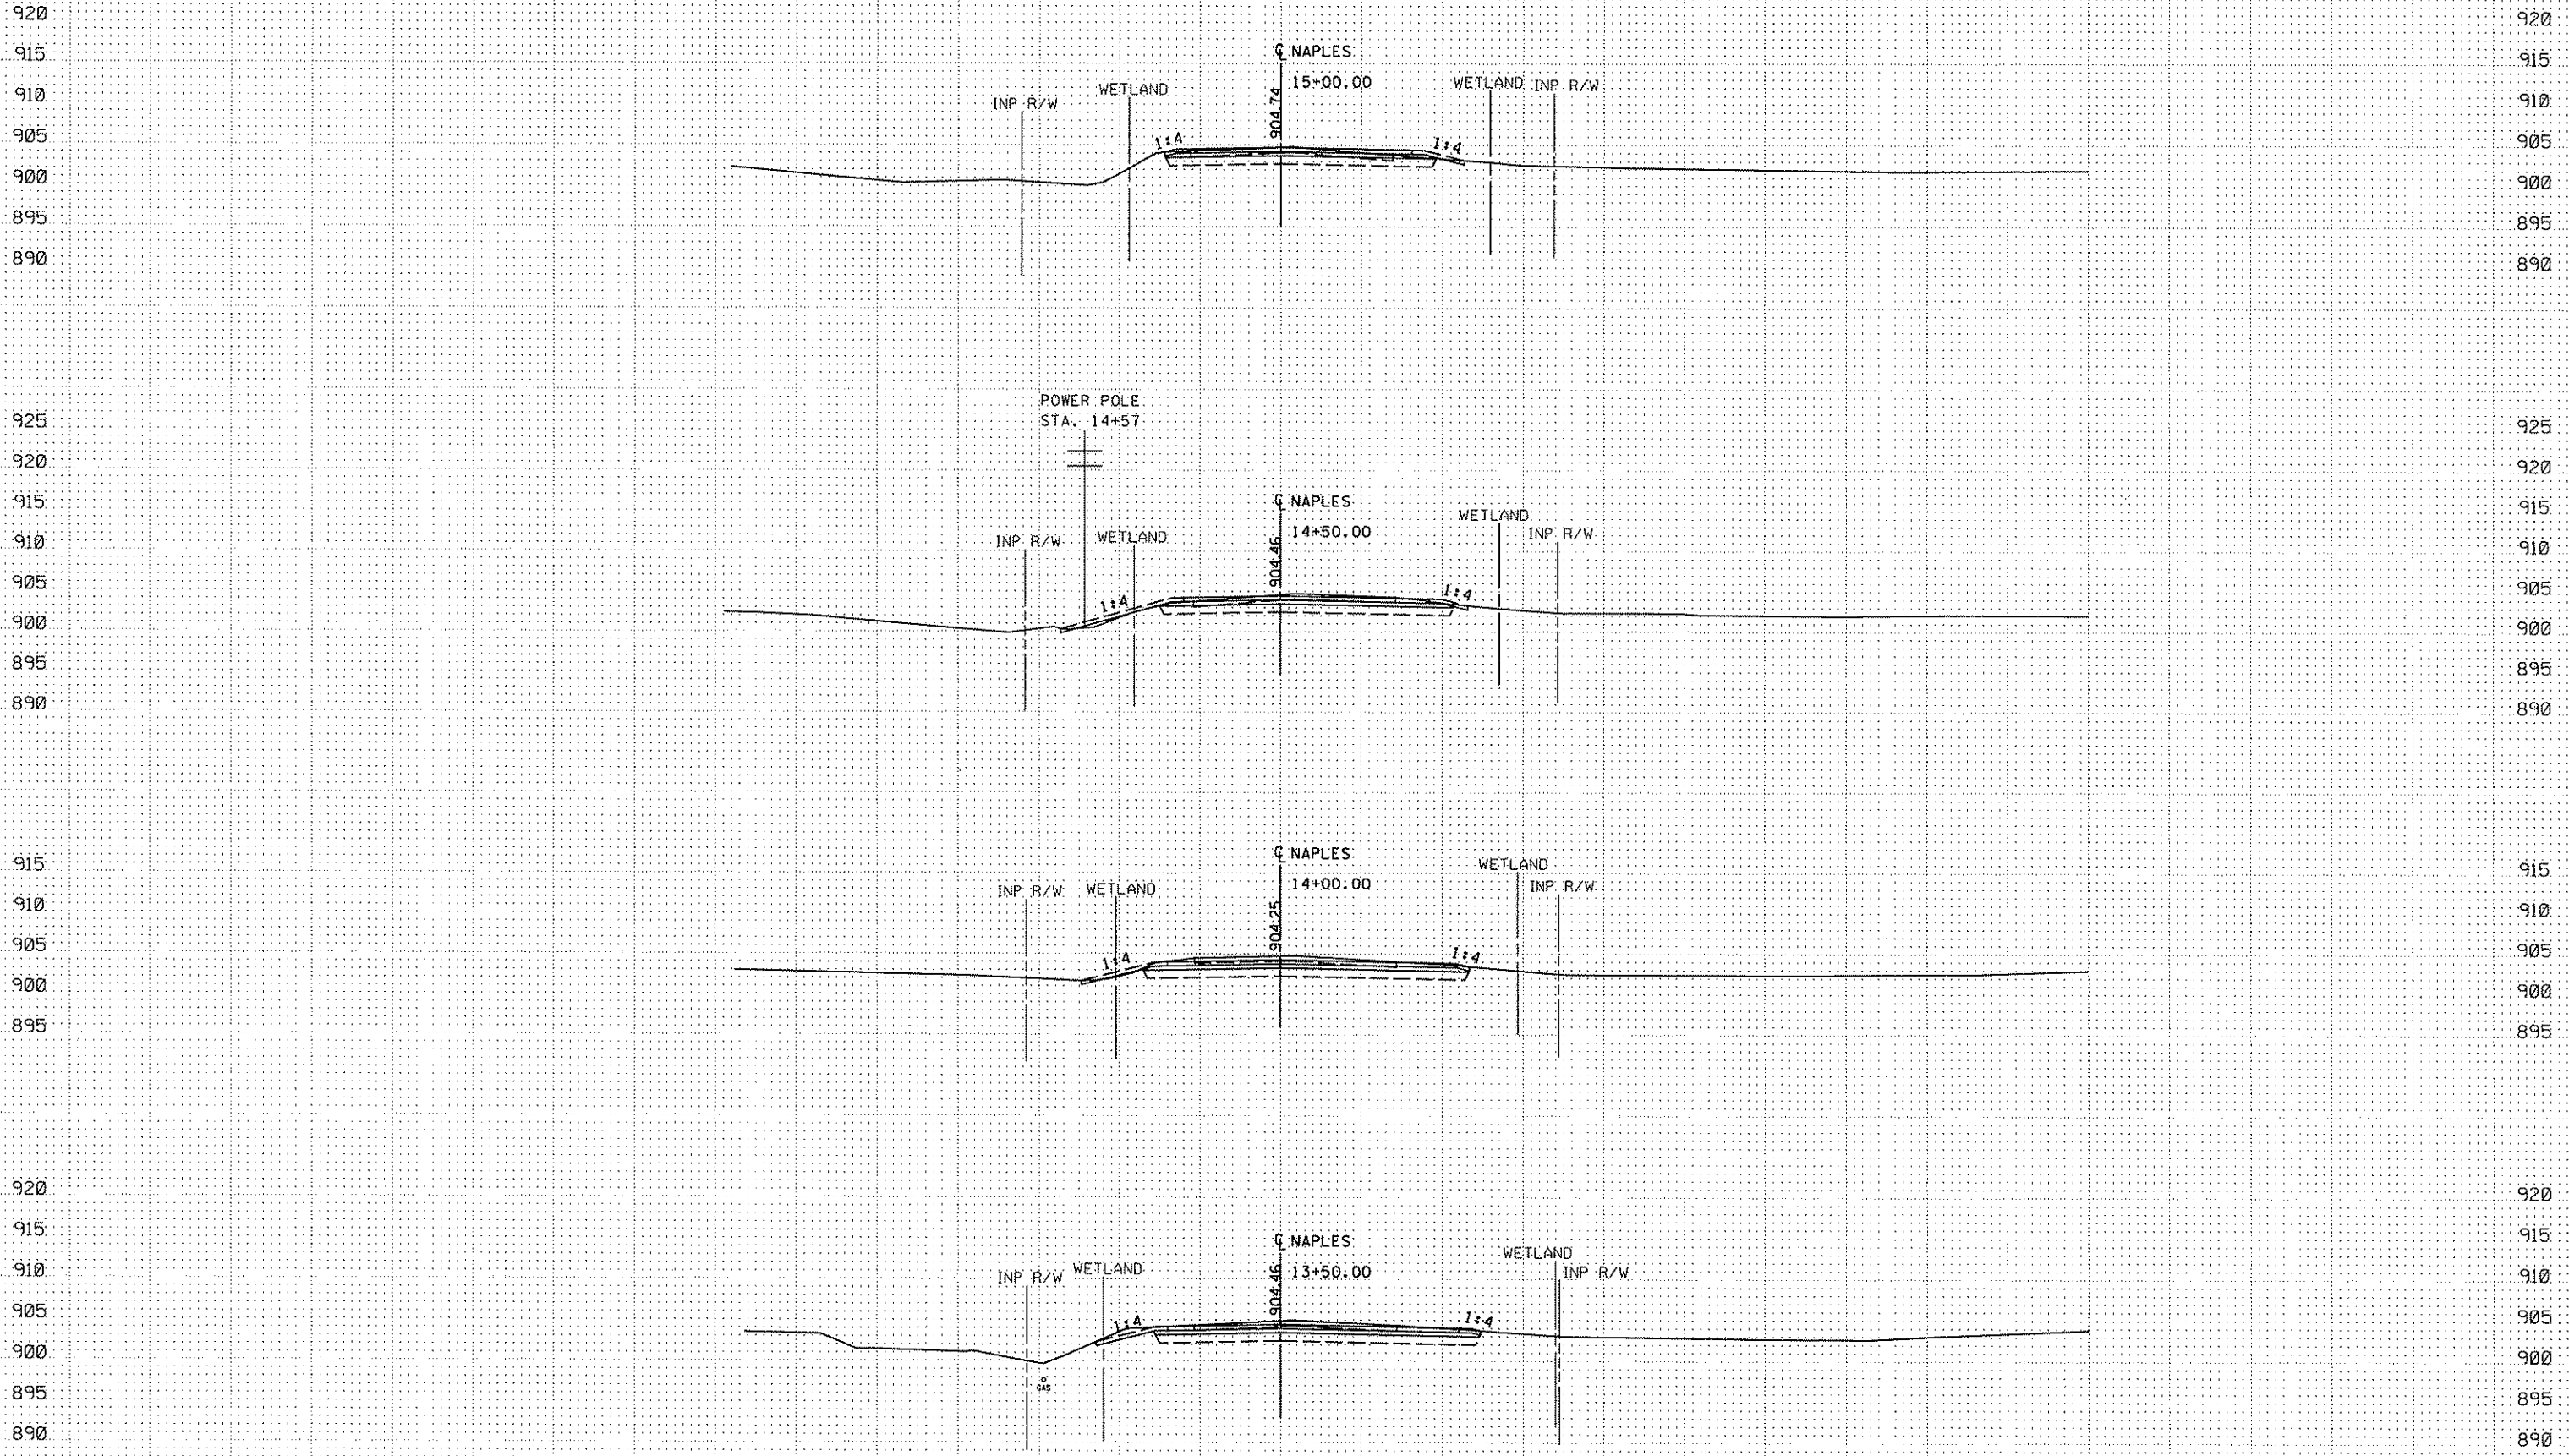 920 920
915 ℄ NAPLES 915
910 INP R/W WETLAND 904.74 15+00.00 WETLAND INP R/W 910
905 1:4 1:4 905
900 900
895 895
890 890
POWER POLE
925 STA. 14+57 925
920 920
915 ℄ NAPLES WETLAND 915
910 INP R/W WETLAND 904.46 14+50.00 INP R/W 910
905 1:4 1:4 905
900 900
895 895
890 890
915 ℄ NAPLES WETLAND 915
910 INP R/W WETLAND 904.25 14+00.00 INP R/W 910
905 1:4 1:4 905
900 900
895 895
920 920
915 ℄ NAPLES WETLAND 915
910 INP R/W WETLAND 904.46 13+50.00 INP R/W 910
905 1:4 1:4 905
900 900
895 GAS 895
890 890